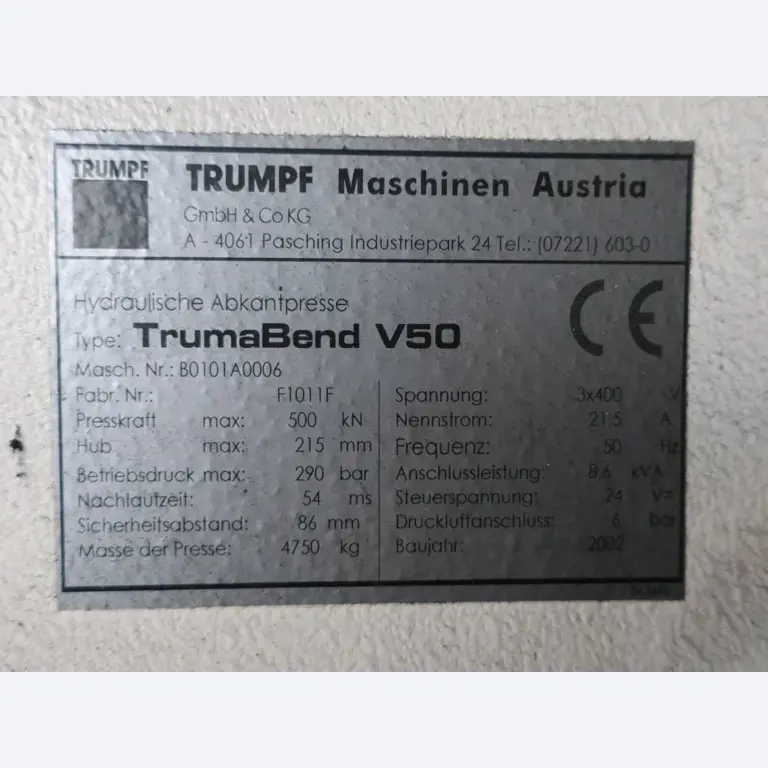 TRUMPF
TRUMPF Maschinen Austria
GmbH & Co KG
A - 4061 Pasching Industriepark 24 Tel.: (07221) 603-0
Hydraulische Abkantpresse
Type: TrumaBend V50
CE
Masch. Nr.: B0101A0006
Fabr. Nr.: F1011F
Presskraft max: 500 kN
Hub max: 215 mm
Betriebsdruck max: 290 bar
Nachlaufzeit: 54 ms
Sicherheitsabstand: 86 mm
Masse der Presse: 4750 kg
Spannung: 3x400 V
Nennstrom: 21.5 A
Frequenz: 50 Hz
Anschlussleistung: 8.6 kVA
Steuerspannung: 24 V=
Druckluftanschluss: 6 bar
Baujahr: 2002